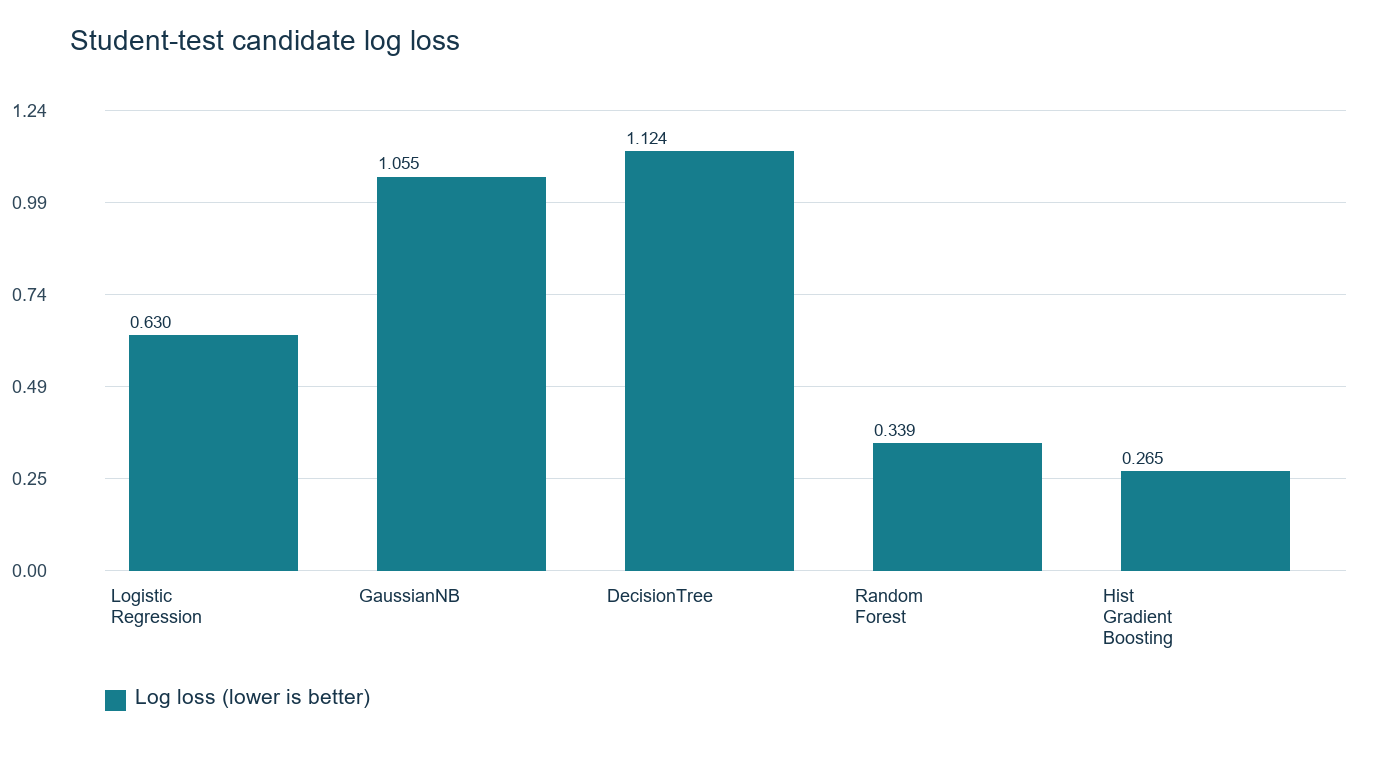 Student-test candidate log loss
1.24
0.99
0.74
0.49
0.25
0.00
0.630
1.055
1.124
0.339
0.265
Logistic
Regression
GaussianNB
DecisionTree
Random
Forest
Hist
Gradient
Boosting
Log loss (lower is better)